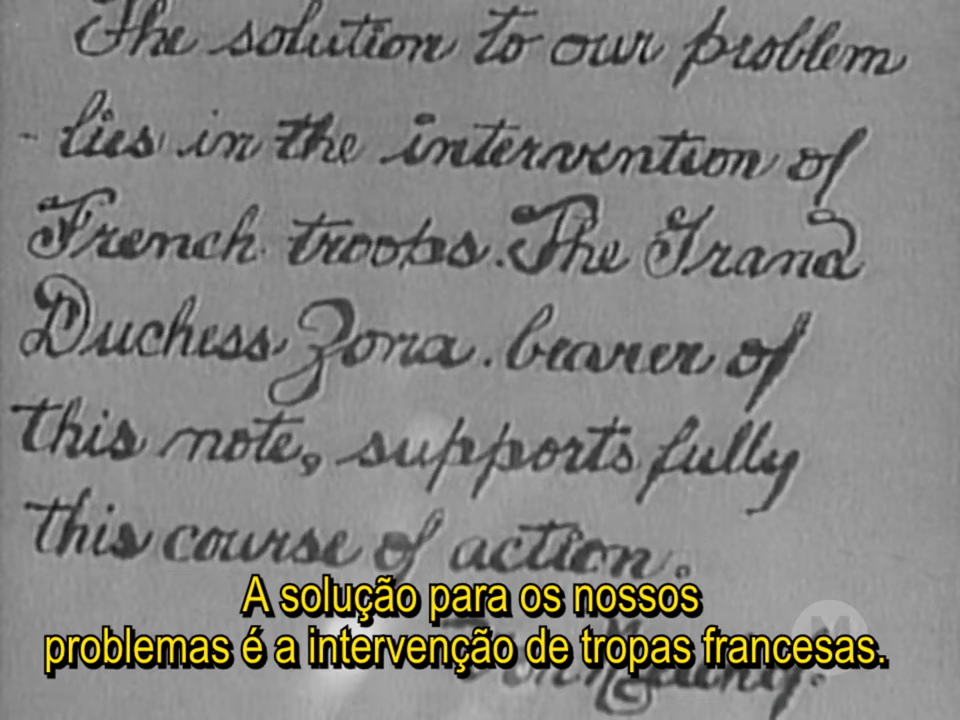 The solution to our problem
lies in the intervention of
French troops. The Grand
Duchess Zona. bearer of
this note, supports fully
this course of action.
A solução para os nossos
problemas é a intervenção de tropas francesas.
M